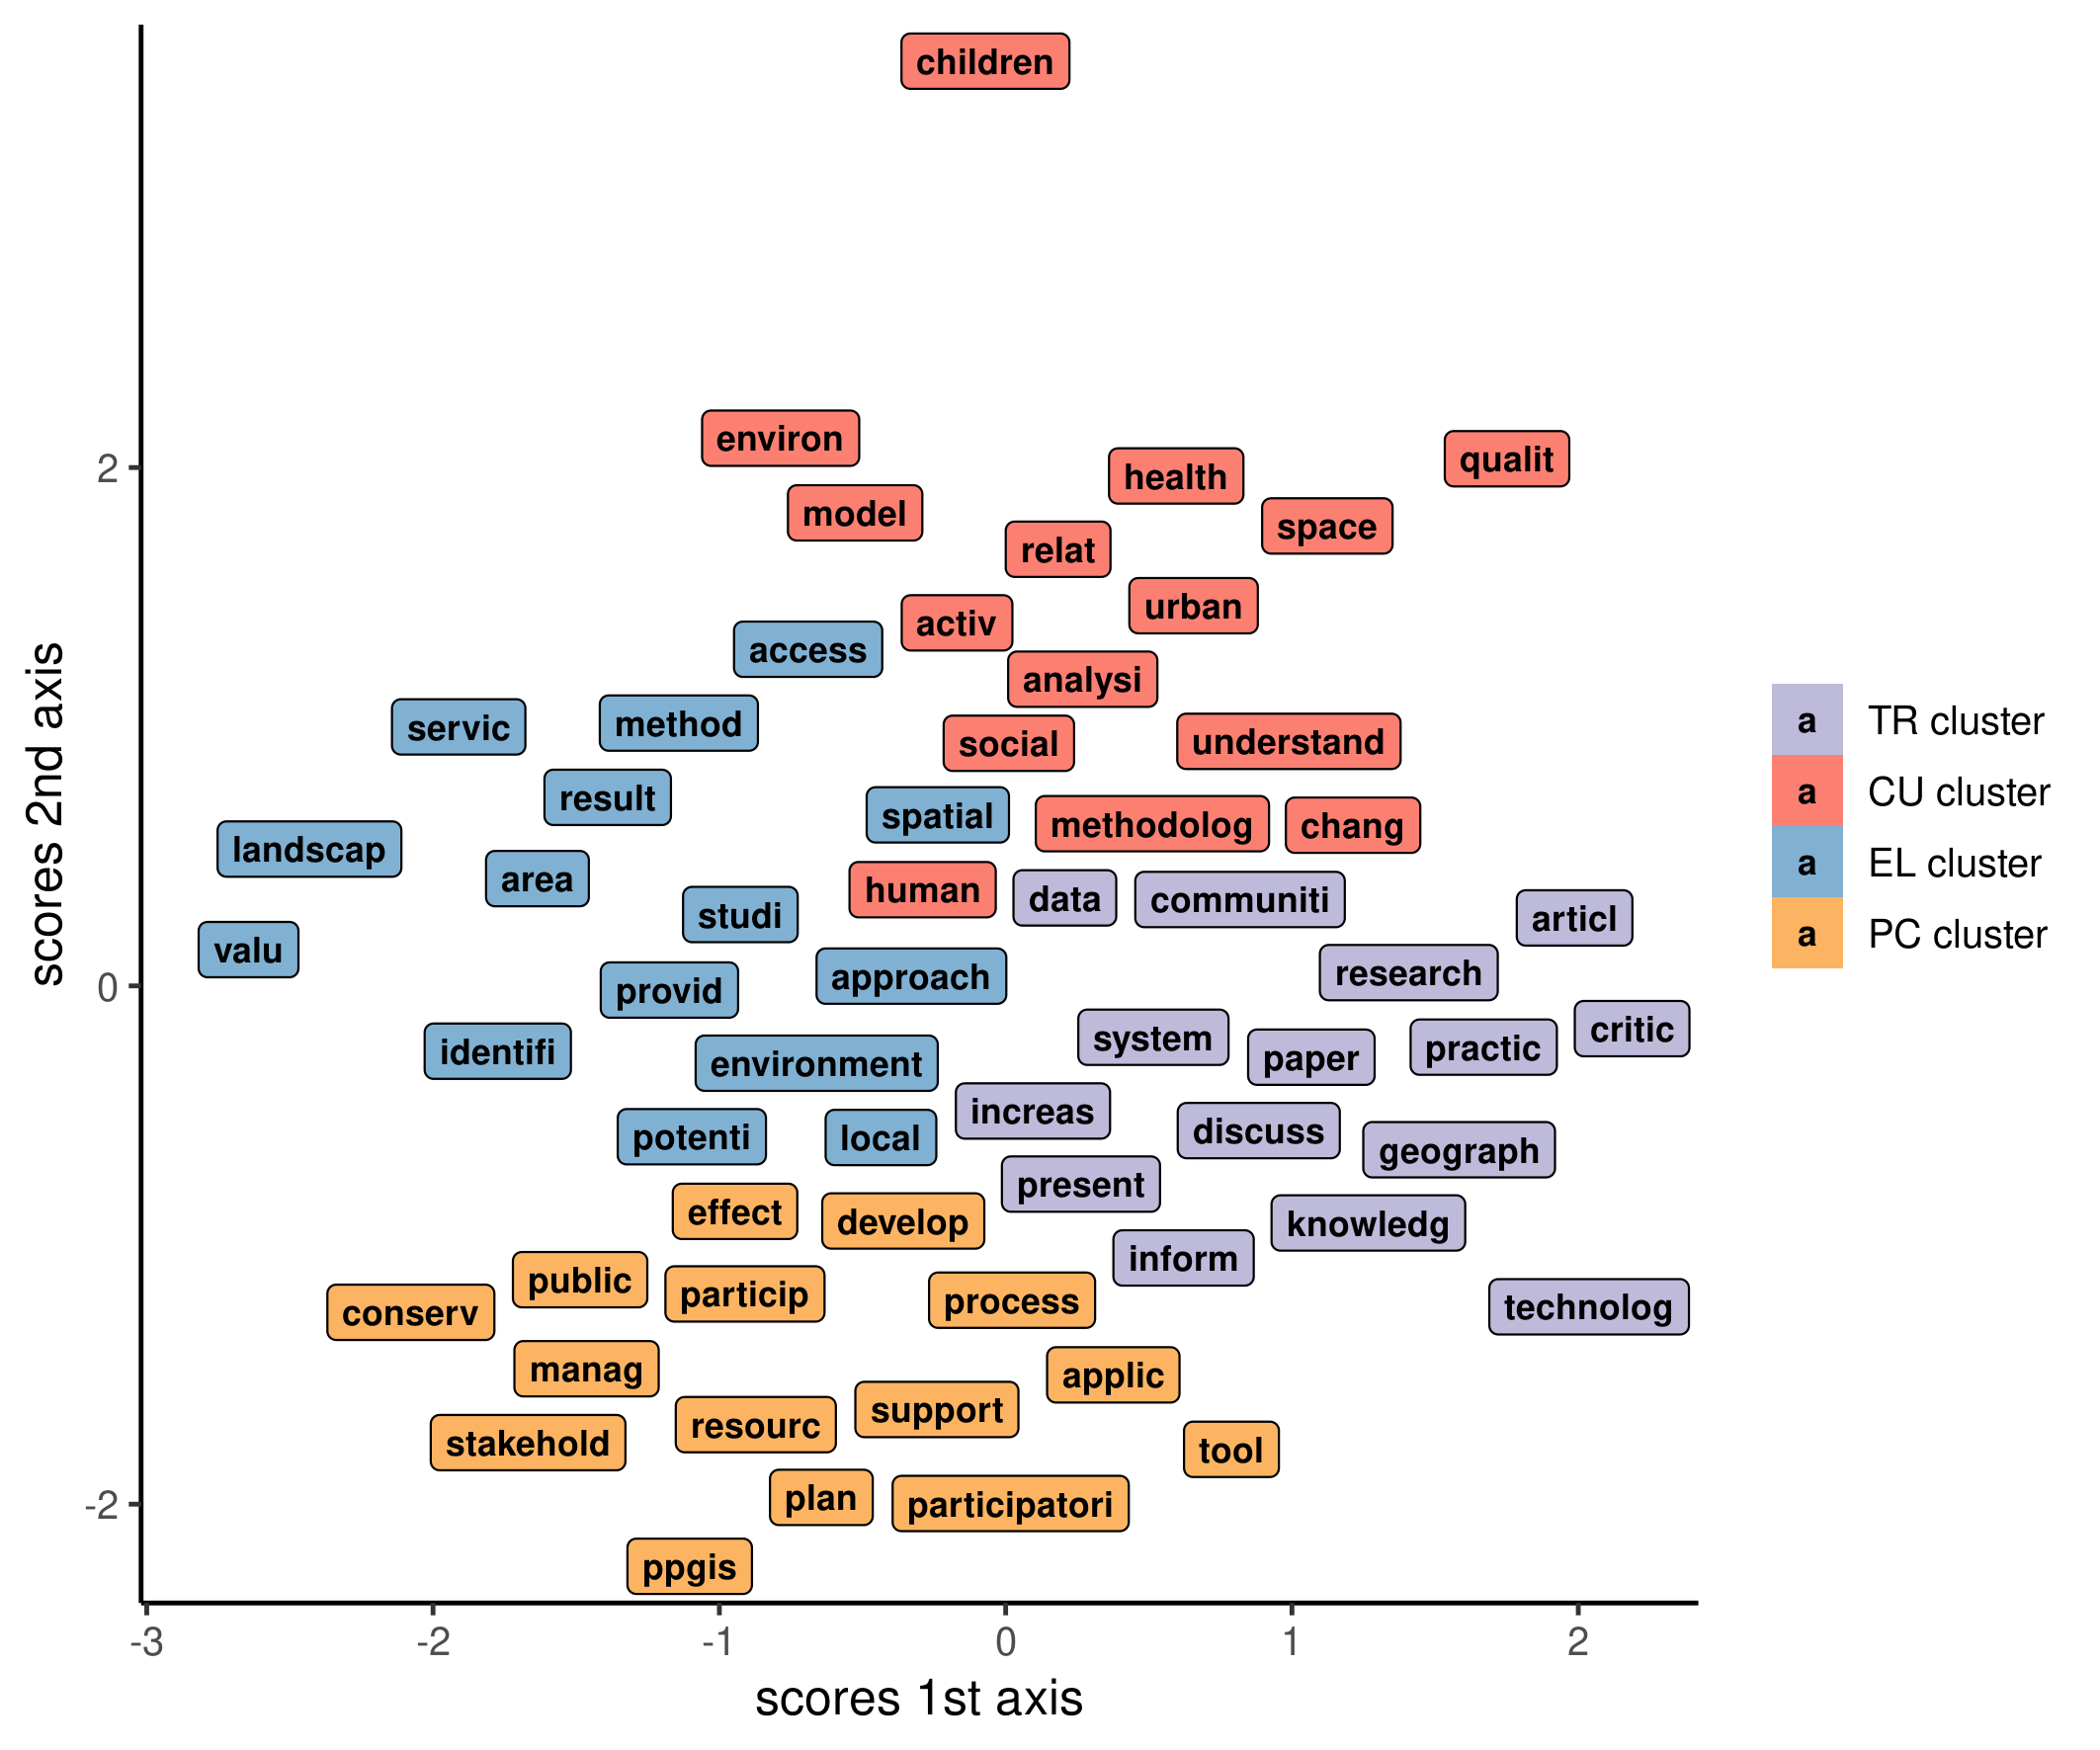 children
environ
qualit
2
health
model
space
relat
urban
activ
access
analysi
method
servic
social
understand
result
spatial
methodolog
chang
landscap
area
human
data
communiti
studi
articl
valu
research
approach
0
provid
critic
system
practic
identifi
paper
environment
increas
discuss
potenti
local
geograph
present
effect
develop
knowledg
inform
public
particip
process
technolog
conserv
manag
applic
support
resourc
stakehold
tool
plan
-2
participatori
ppgis
-3 -2 -1 0 1 2
scores 1st axis
scores 2nd axis
a TR cluster
a CU cluster
a EL cluster
a PC cluster